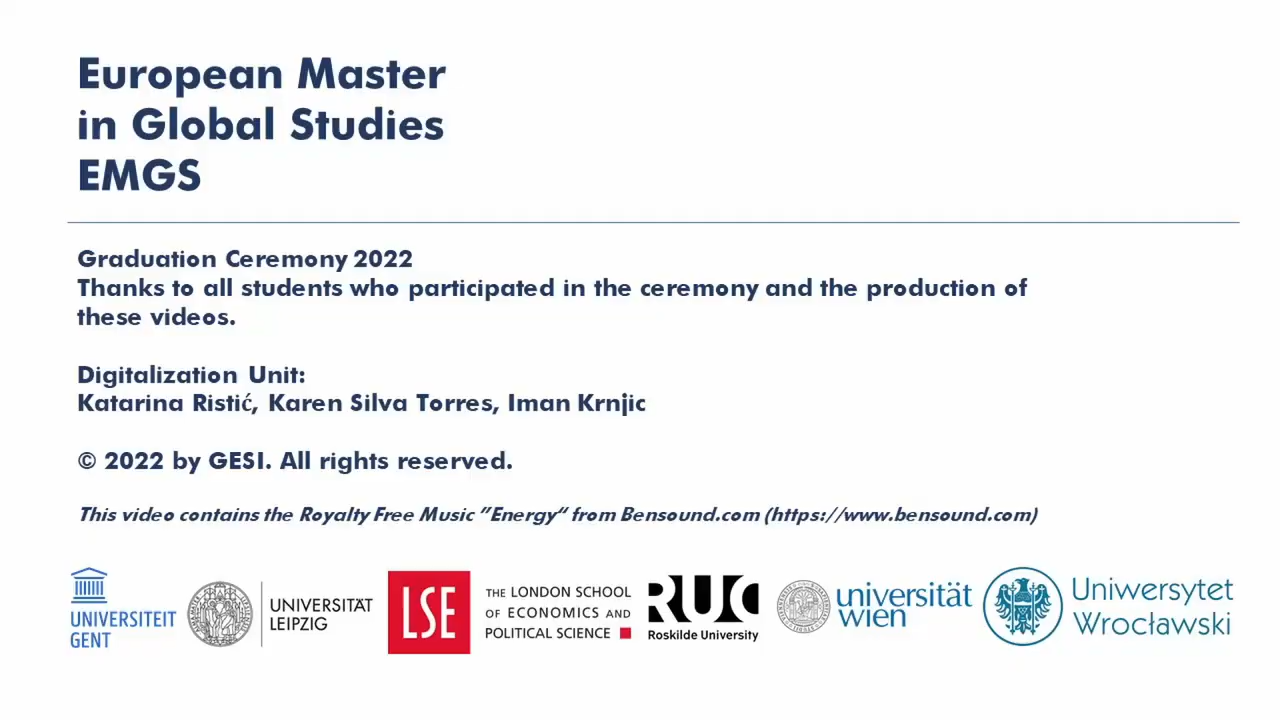 European Master
in Global Studies
EMGS
Graduation Ceremony 2022
Thanks to all students who participated in the ceremony and the production of
these videos.
Digitalization Unit:
Katarina Ristić, Karen Silva Torres, Iman Krnjic
© 2022 by GESI. All rights reserved.
This video contains the Royalty Free Music ”Energy“ from Bensound.com (https://www.bensound.com)
UNIVERSITEIT
GENT
UNIVERSITÄT
LEIPZIG
LSE
THE LONDON SCHOOL
OF ECONOMICS AND
POLITICAL SCIENCE
RUC
Roskilde University
universität
wien
Uniwersytet
Wrocławski